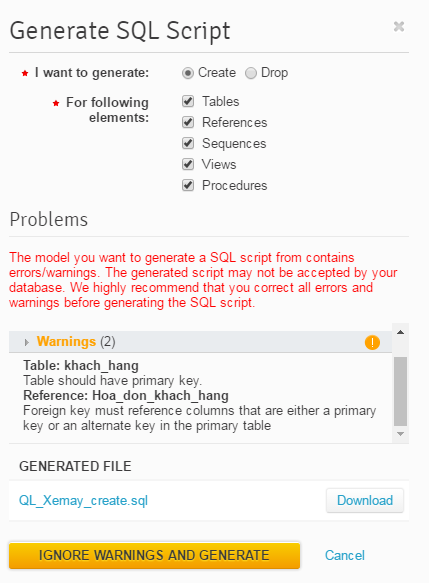 Generate SQL Script
* I want to generate: Create Drop
* For following elements:
Tables
References
Sequences
Views
Procedures
Problems
The model you want to generate a SQL script from contains
errors/warnings. The generated script may not be accepted by your
database. We highly recommend that you correct all errors and
warnings before generating the SQL script.
Warnings (2)
Table: khach_hang
Table should have primary key.
Reference: Hoa_don_khach_hang
Foreign key must reference columns that are either a primary
key or an alternate key in the primary table
GENERATED FILE
QL_Xemay_create.sql Download
IGNORE WARNINGS AND GENERATE Cancel